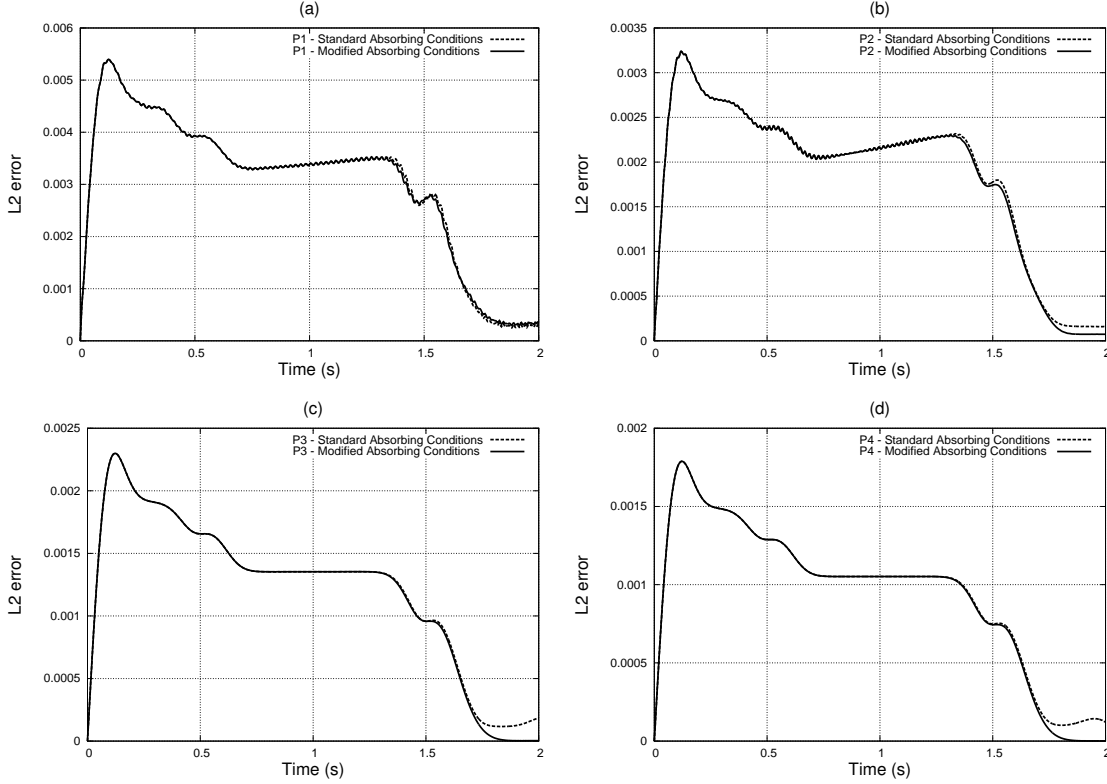 (a)
P1 - Standard Absorbing Conditions
P1 - Modified Absorbing Conditions
0.006
0.005
0.004
0.003
0.002
0.001
0
L2 error
0 0.5 1 1.5 2
Time (s)
(b)
P2 - Standard Absorbing Conditions
P2 - Modified Absorbing Conditions
0.0035
0.003
0.0025
0.002
0.0015
0.001
0.0005
0
L2 error
0 0.5 1 1.5 2
Time (s)
(c)
P3 - Standard Absorbing Conditions
P3 - Modified Absorbing Conditions
0.0025
0.002
0.0015
0.001
0.0005
0
L2 error
0 0.5 1 1.5 2
Time (s)
(d)
P4 - Standard Absorbing Conditions
P4 - Modified Absorbing Conditions
0.002
0.0015
0.001
0.0005
0
L2 error
0 0.5 1 1.5 2
Time (s)